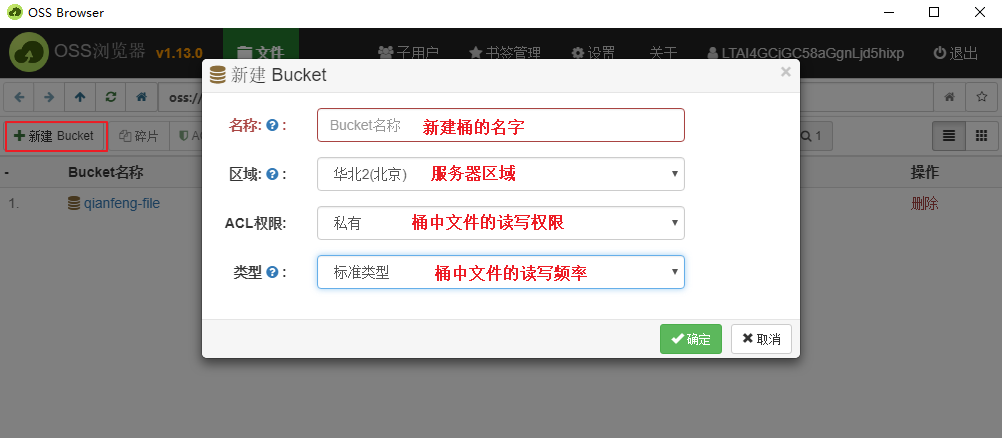 OSS Browser
OSS浏览器 v1.13.0 文件 子用户 书签管理 设置 关于 LTAI4GCjGC58aGgnLjd5hixp 退出
新建 Bucket
oss://
名称: : Bucket名称 新建桶的名字
新建 Bucket 碎片 1
区域: : 华北2(北京) 服务器区域
- Bucket名称 操作
1. qianfeng-file 删除
ACL权限: 私有 桶中文件的读写权限
类型 : 标准类型 桶中文件的读写频率
确定 取消